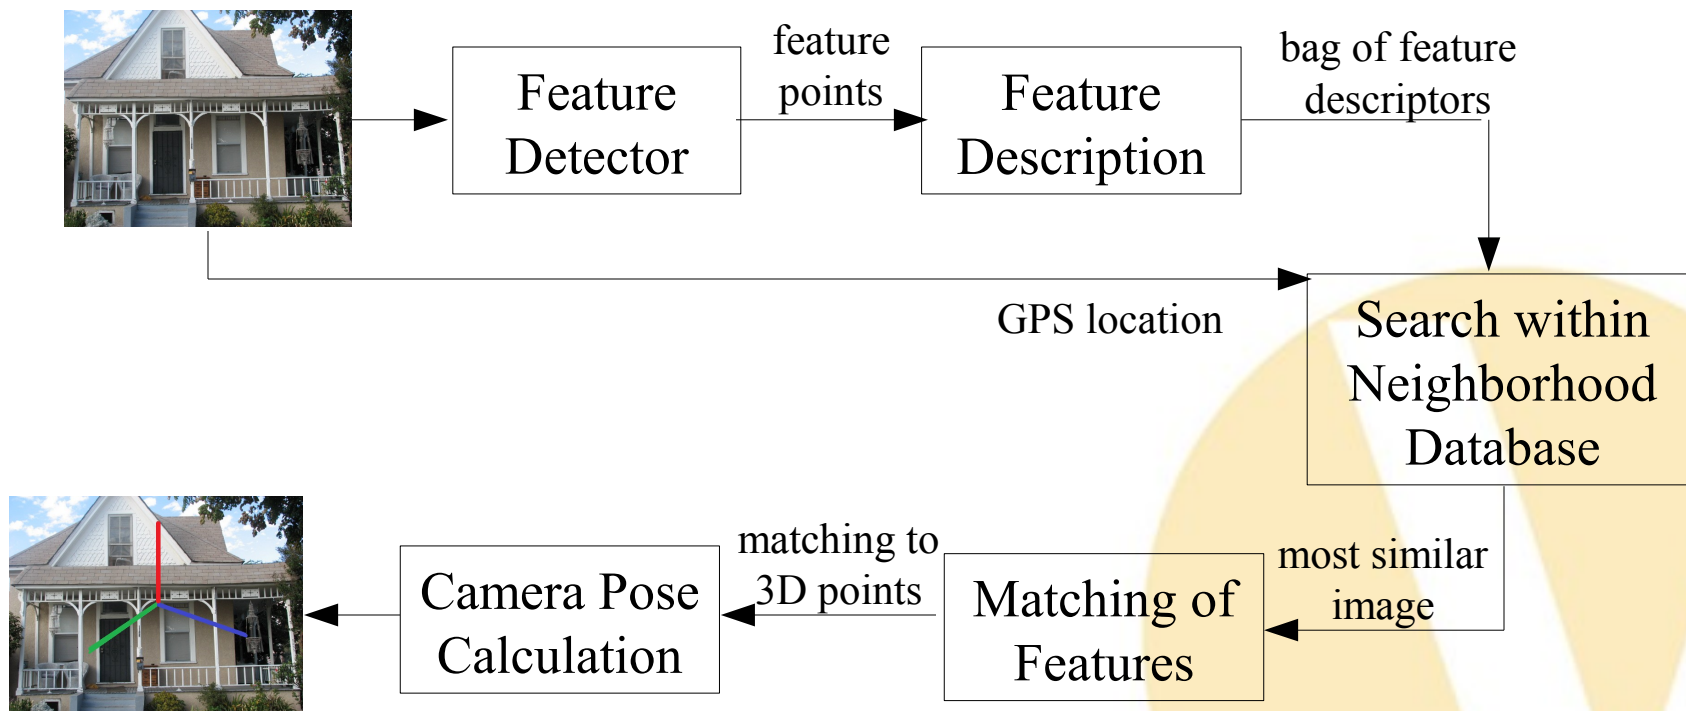 feature
points
bag of feature
descriptors
Feature
Detector
Feature
Description
GPS location
Search within
Neighborhood
Database
most similar
image
matching to
3D points
Matching of
Features
Camera Pose
Calculation